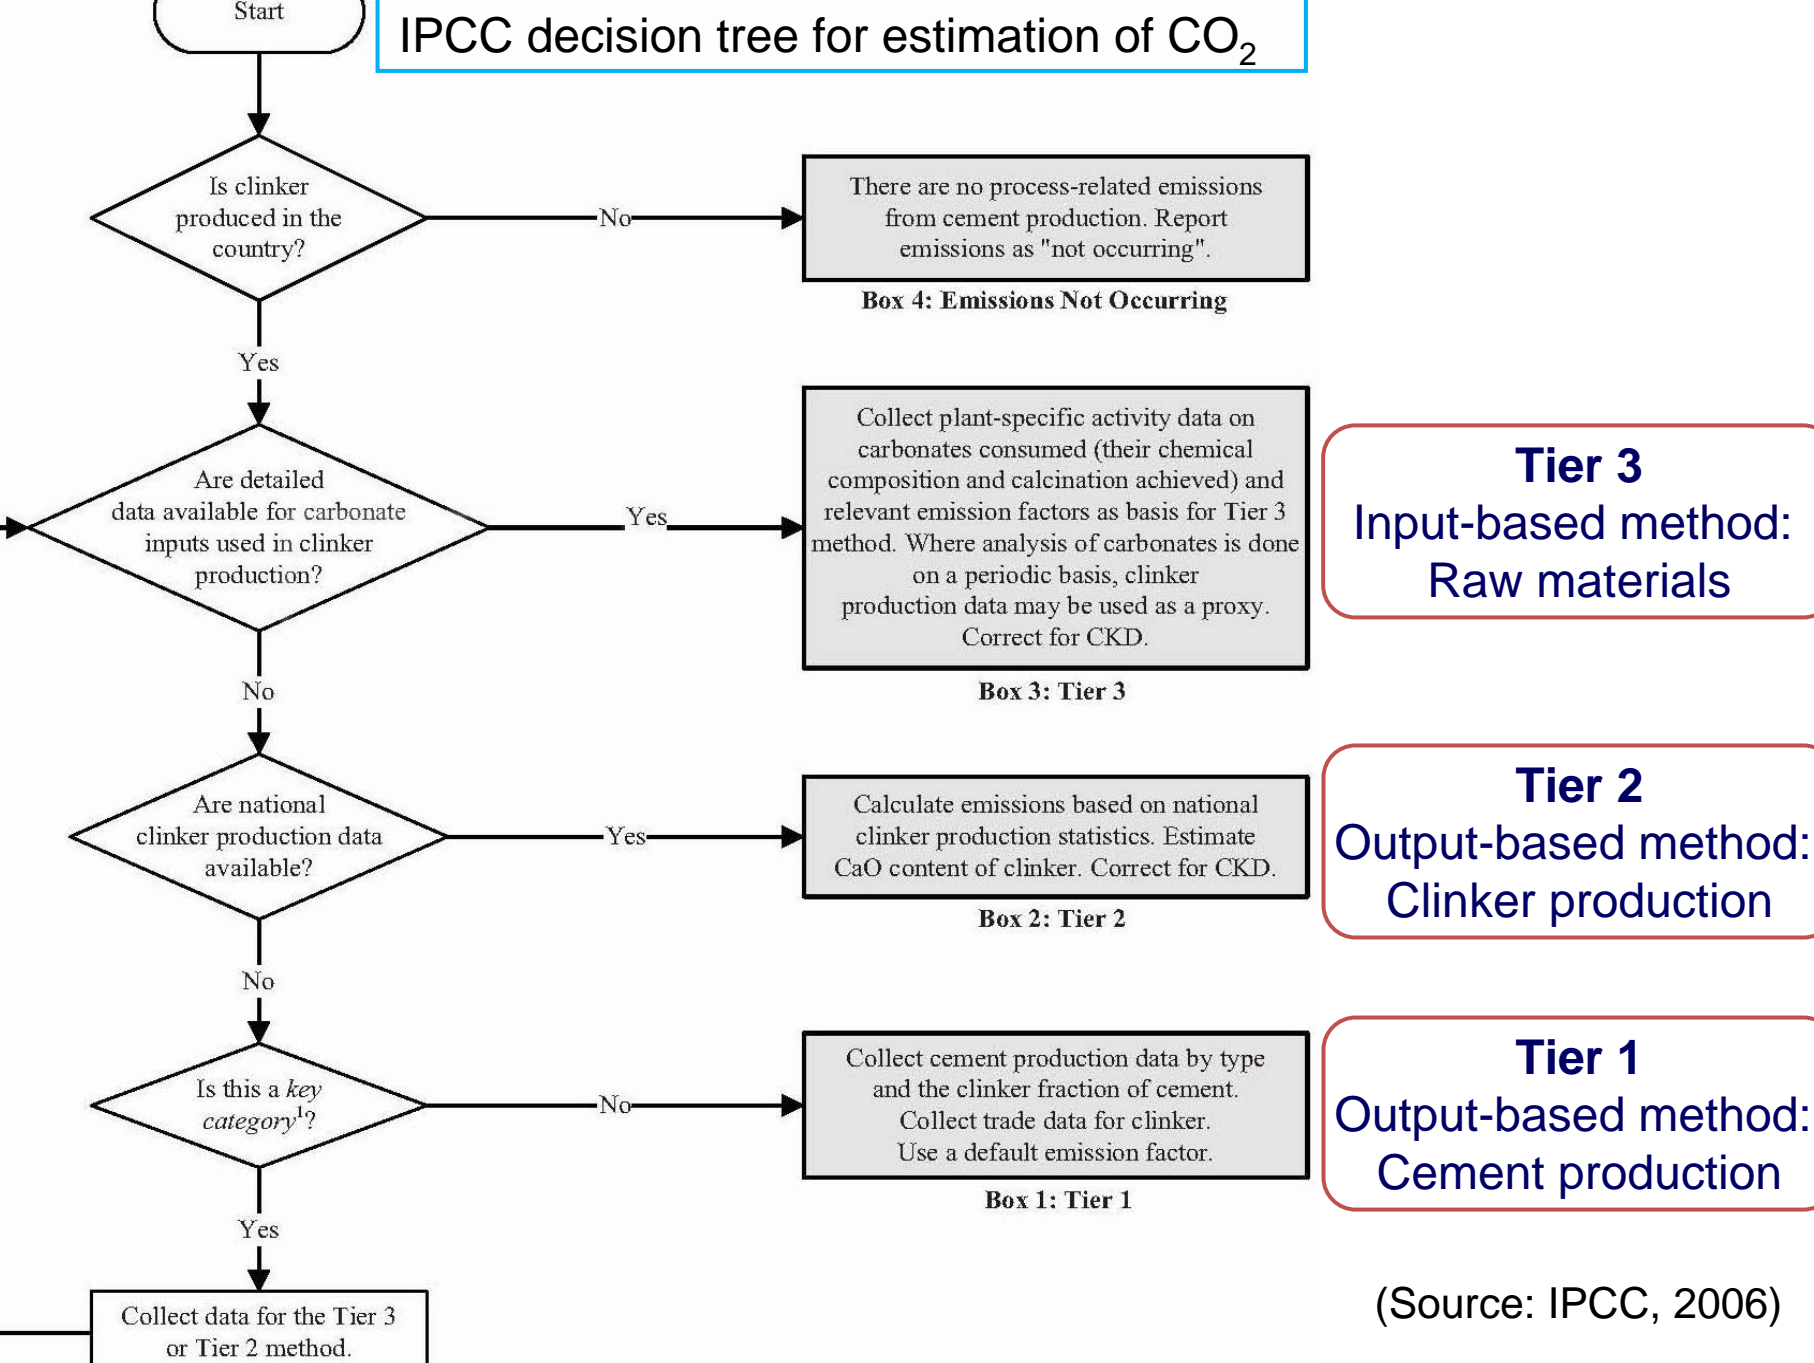 Start
IPCC decision tree for estimation of CO₂
Is clinker
produced in the
country?
No
There are no process-related emissions
from cement production. Report
emissions as "not occurring".
Box 4: Emissions Not Occurring
Yes
Are detailed
data available for carbonate
inputs used in clinker
production?
Yes
Collect plant-specific activity data on
carbonates consumed (their chemical
composition and calcination achieved) and
relevant emission factors as basis for Tier 3
method. Where analysis of carbonates is done
on a periodic basis, clinker
production data may be used as a proxy.
Correct for CKD.
Box 3: Tier 3
Tier 3
Input-based method:
Raw materials
No
Are national
clinker production data
available?
Yes
Calculate emissions based on national
clinker production statistics. Estimate
CaO content of clinker. Correct for CKD.
Box 2: Tier 2
Tier 2
Output-based method:
Clinker production
No
Is this a key
category¹?
No
Collect cement production data by type
and the clinker fraction of cement.
Collect trade data for clinker.
Use a default emission factor.
Box 1: Tier 1
Tier 1
Output-based method:
Cement production
Yes
Collect data for the Tier 3
or Tier 2 method.
(Source: IPCC, 2006)